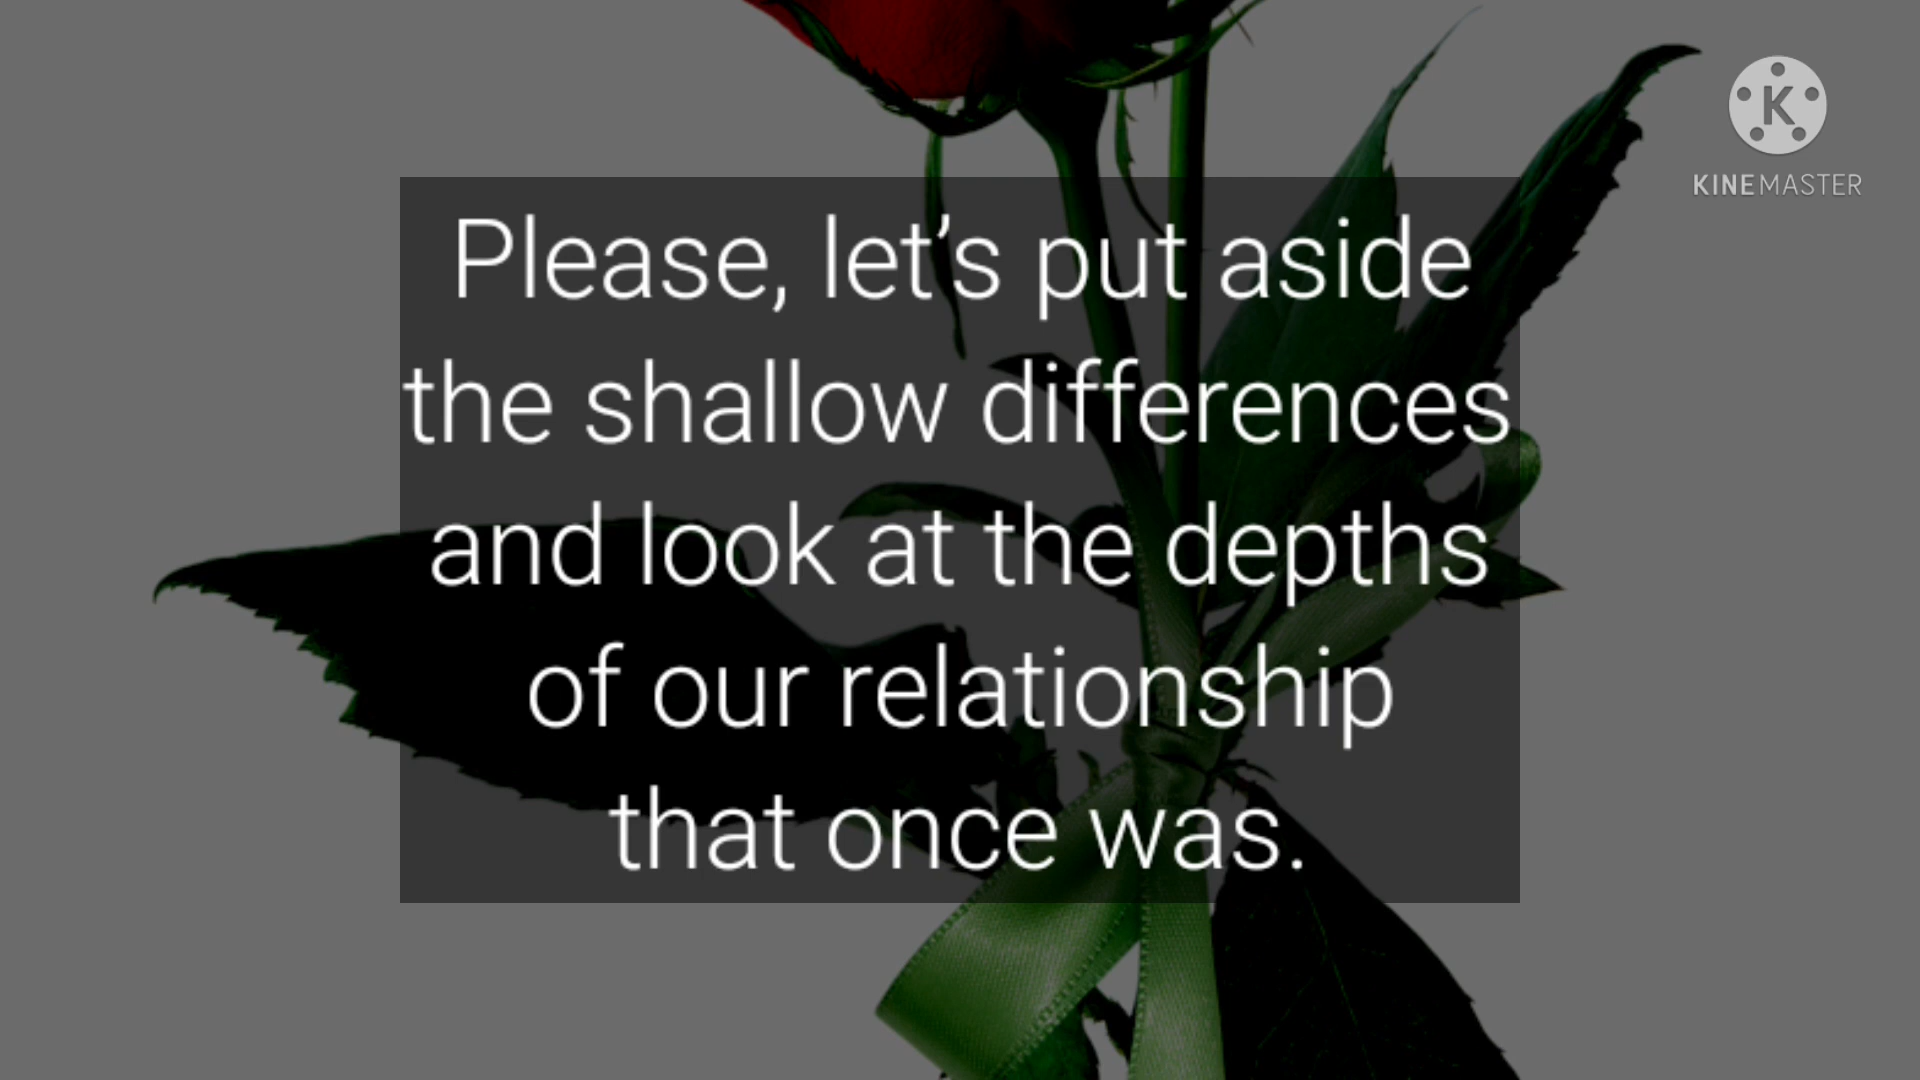 Please, let’s put aside
the shallow differences
and look at the depths
of our relationship
that once was.
K
KINEMASTER